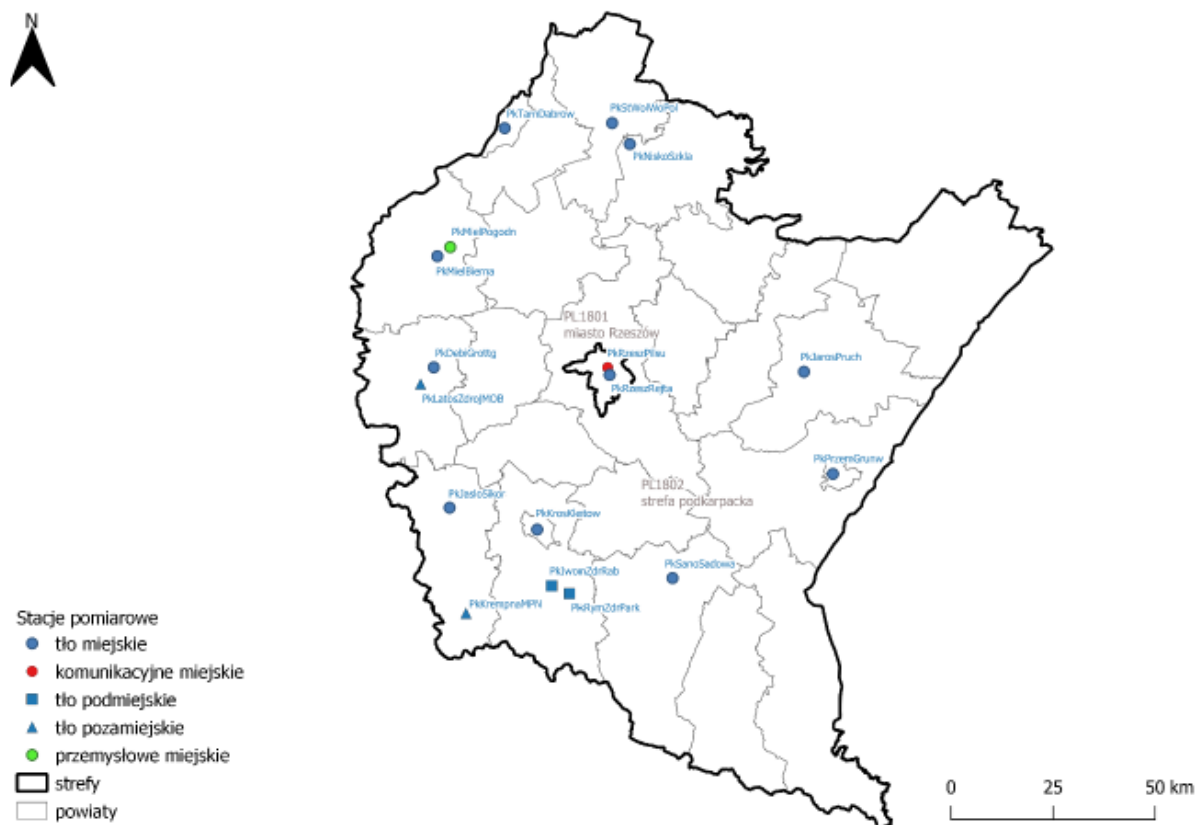 N
PkTarnDabrow
PkStWolWoPol
PkNiskoSzkla
PkMielPogodn
PkMielBierna
PL1801
miasto Rzeszów
PkRzeszPilsu
PkRzeszRejta
PkDebiGrottg
PkLatosZdrojMOB
PkJarosPruch
PkPrzemGrunw
PL1802
strefa podkarpacka
PkJasloSikor
PkKrosKletow
PkIwonZdrRab
PkRymZdrPark
PkSanoSadowa
PkKrempnaMPN
Stacje pomiarowe
tło miejskie
komunikacyjne miejskie
tło podmiejskie
tło pozamiejskie
przemysłowe miejskie
strefy
powiaty
0 25 50 km